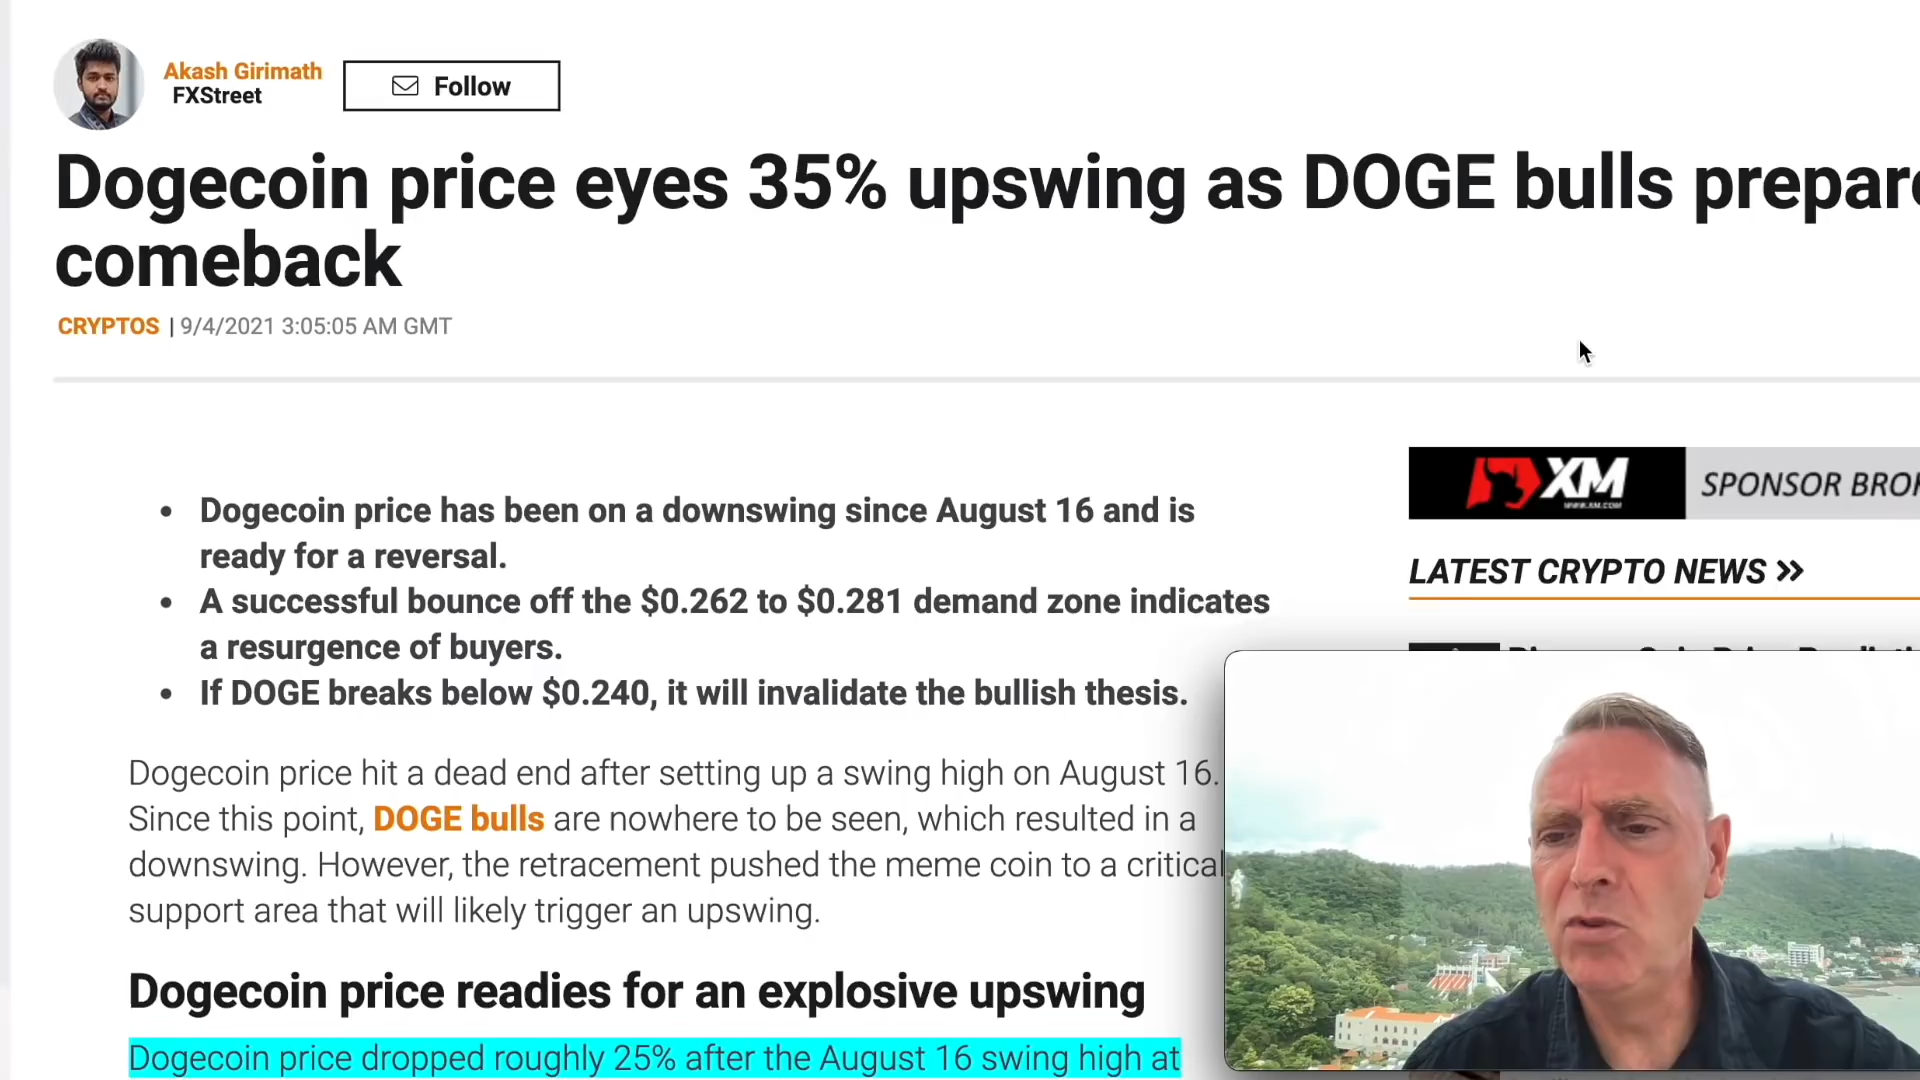 Akash Girimath
FXStreet
Follow
Dogecoin price eyes 35% upswing as DOGE bulls
comeback
CRYPTOS | 9/4/2021 3:05:05 AM GMT
• Dogecoin price has been on a downswing since August 16 and is
ready for a reversal.
• A successful bounce off the $0.262 to $0.281 demand zone indicates
a resurgence of buyers.
• If DOGE breaks below $0.240, it will invalidate the bullish thesis.
Dogecoin price hit a dead end after setting up a swing high on August 16.
Since this point, DOGE bulls are nowhere to be seen, which resulted in a
downswing. However, the retracement pushed the meme coin to a critical
support area that will likely trigger an upswing.
Dogecoin price readies for an explosive upswing
Dogecoin price dropped roughly 25% after the August 16 swing high at
XM
WWW.XM.COM
SPONSOR
LATEST CRYPTO NEWS >>